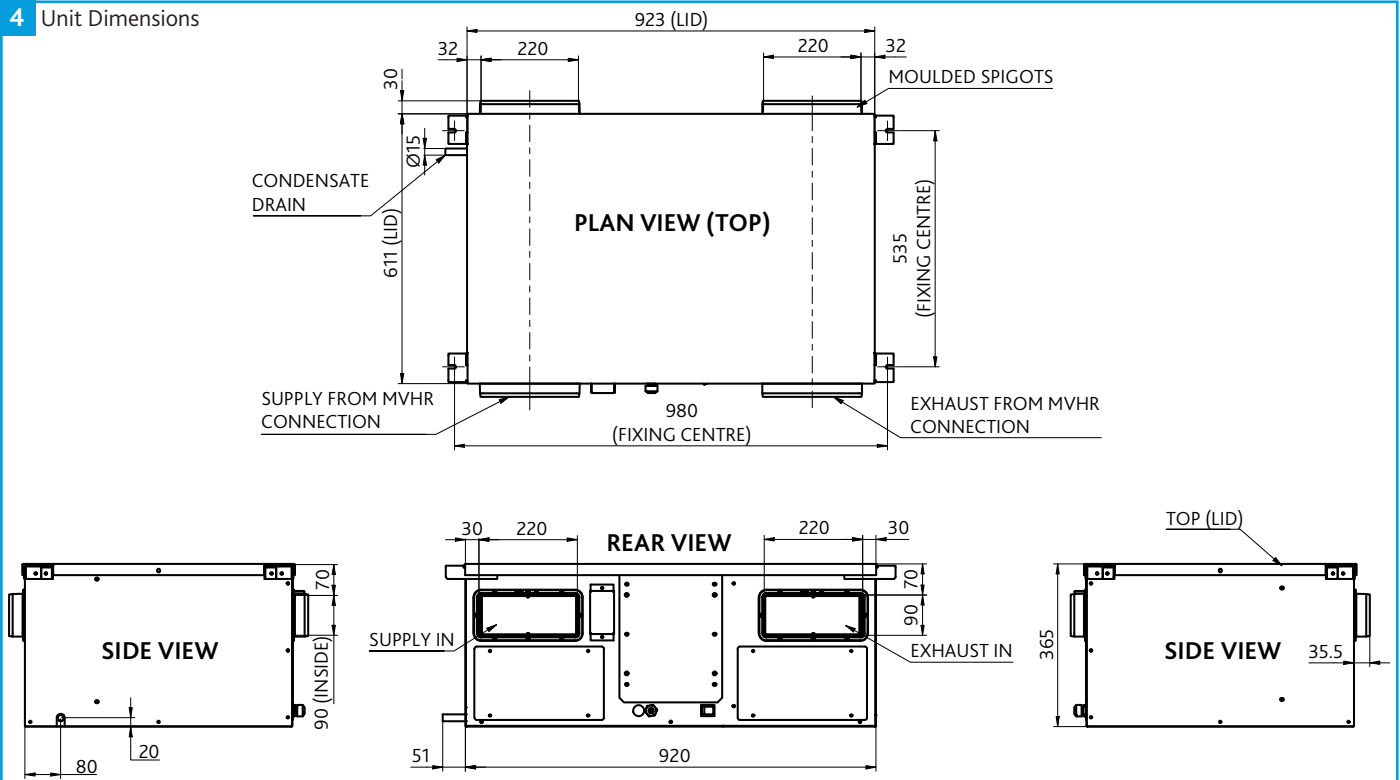 4 Unit Dimensions
923 (LID)
32
220
220
32
30
MOULDED SPIGOTS
Ø15
CONDENSATE
DRAIN
611 (LID)
PLAN VIEW (TOP)
535
(FIXING CENTRE)
SUPPLY FROM MVHR
CONNECTION
980
(FIXING CENTRE)
EXHAUST FROM MVHR
CONNECTION
70
90 (INSIDE)
SIDE VIEW
20
80
30
220
REAR VIEW
220
30
70
90
SUPPLY IN
EXHAUST IN
51
920
TOP (LID)
365
SIDE VIEW
35.5